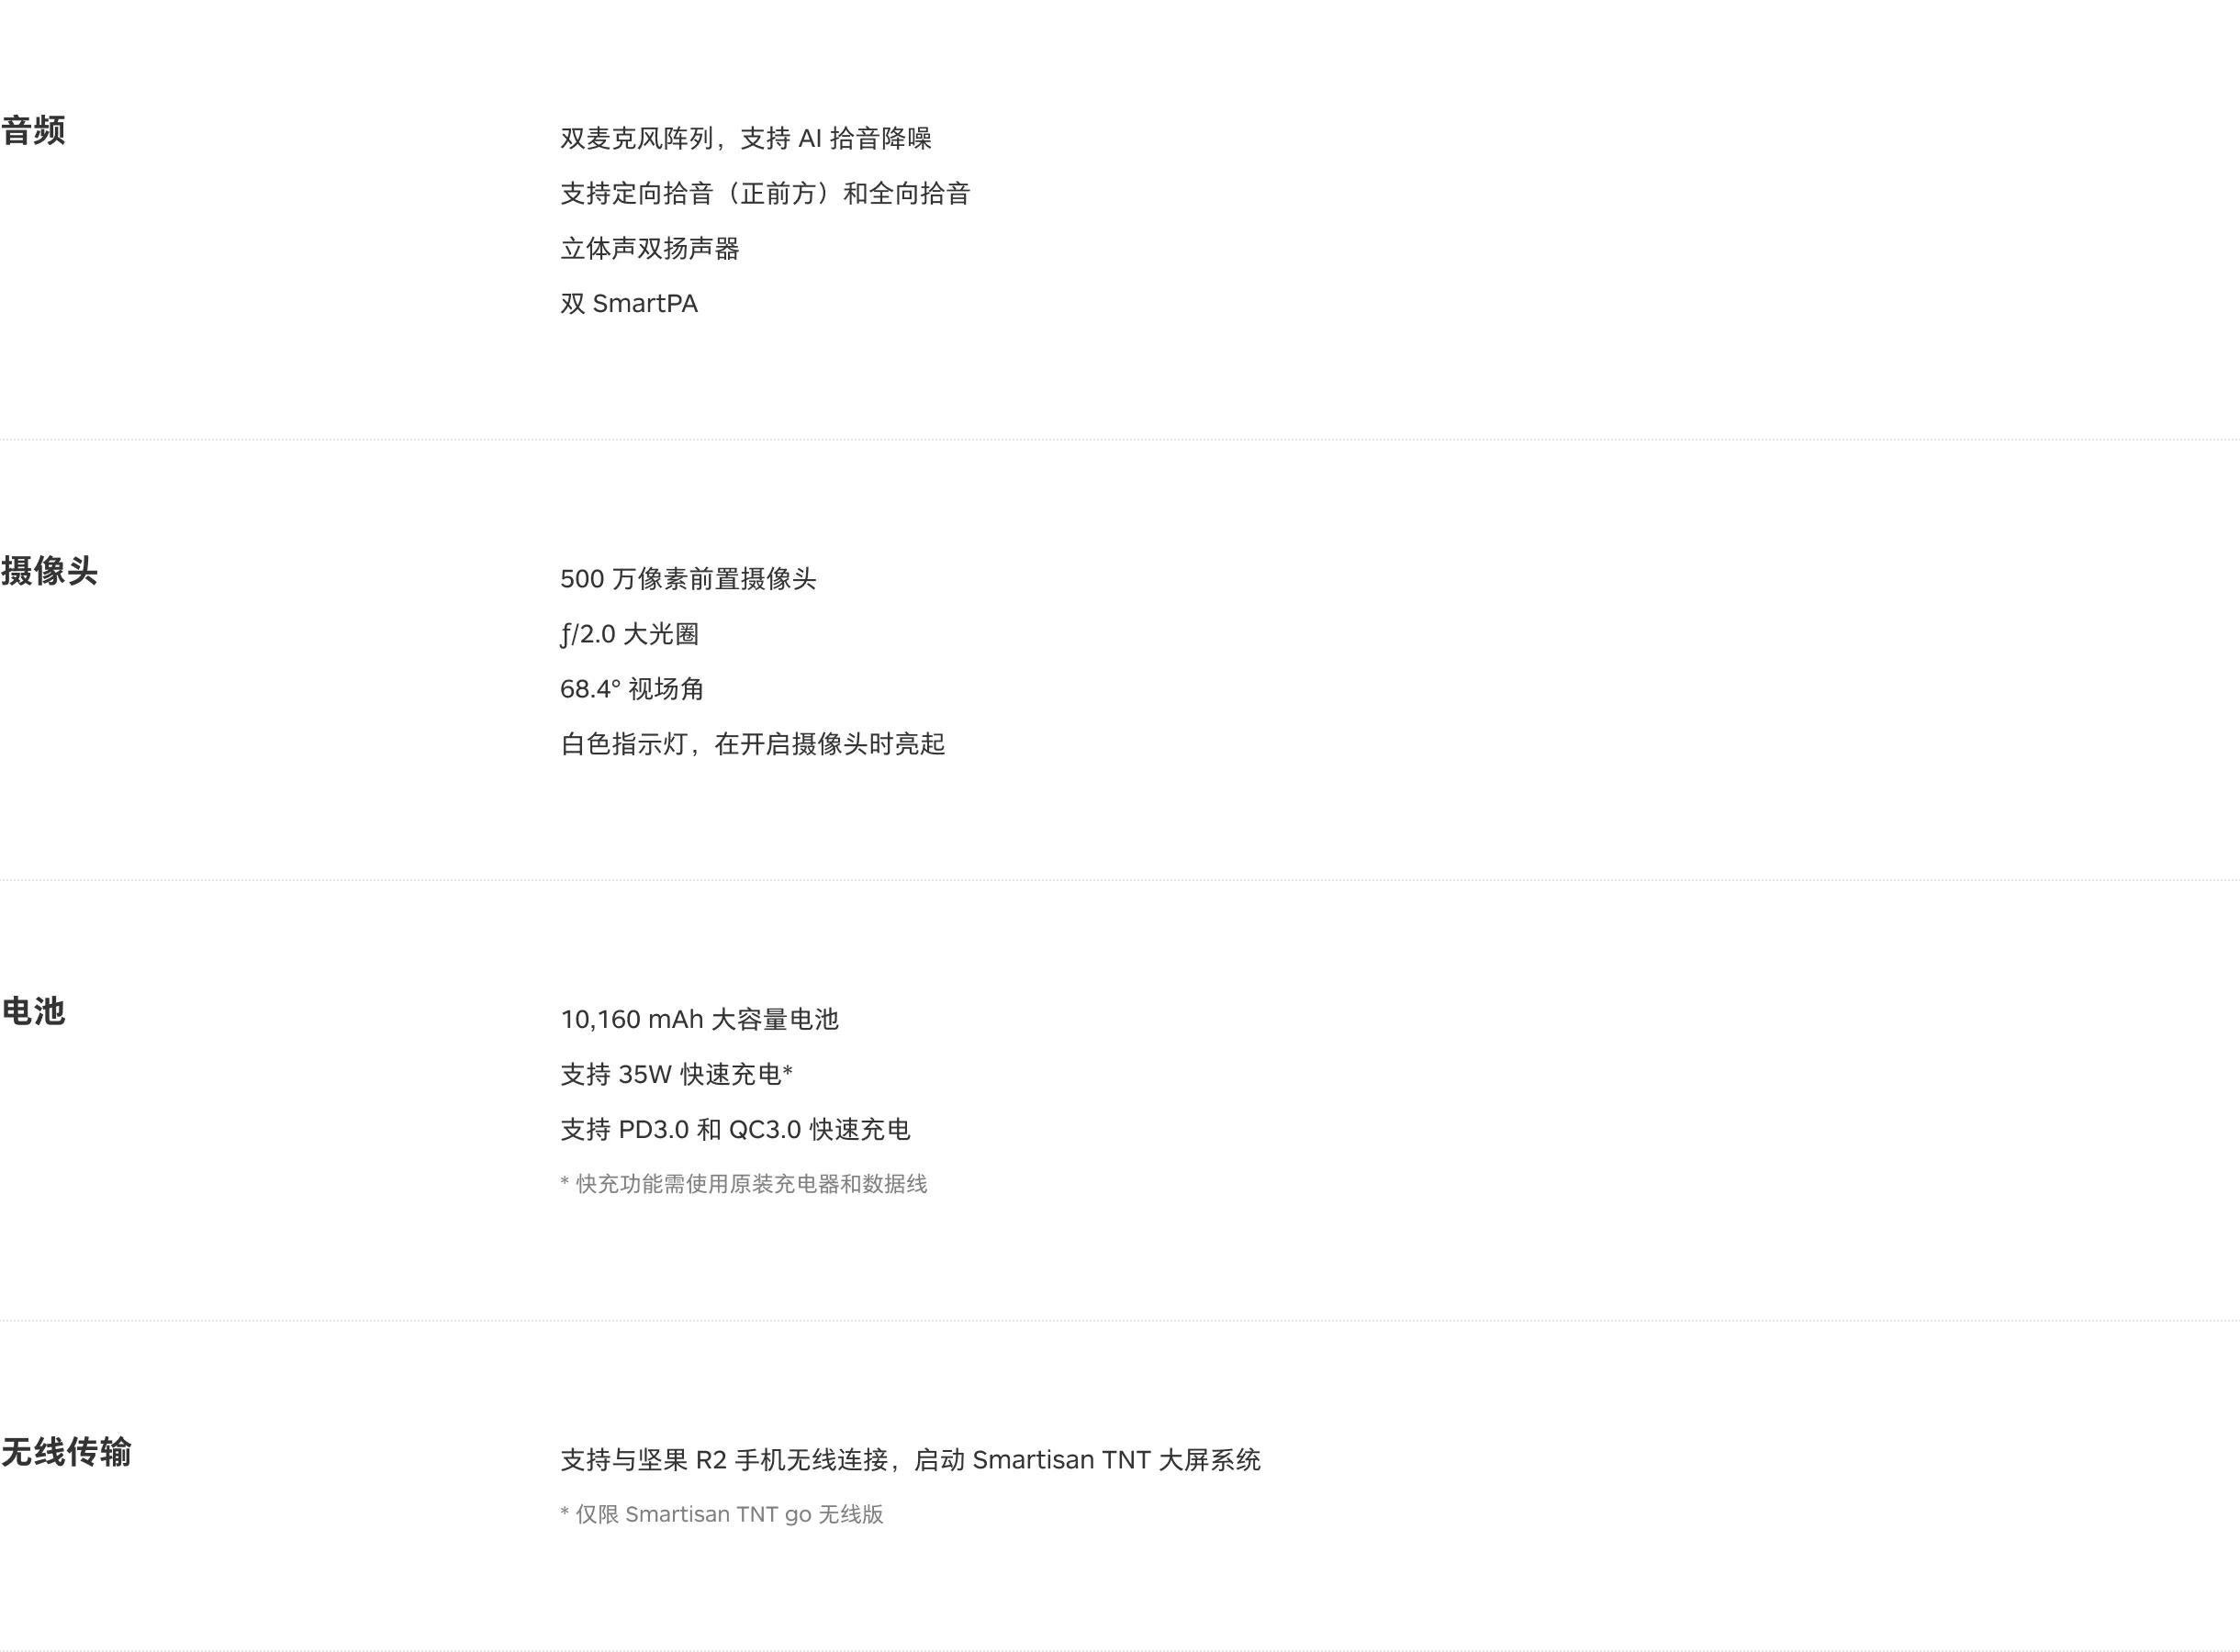 音频
双麦克风阵列，支持 AI 拾音降噪
支持定向拾音（正前方）和全向拾音
立体声双扬声器
双 SmartPA
摄像头
500 万像素前置摄像头
ƒ/2.0 大光圈
68.4° 视场角
白色指示灯，在开启摄像头时亮起
电池
10,160 mAh 大容量电池
支持 35W 快速充电*
支持 PD3.0 和 QC3.0 快速充电
* 快充功能需使用原装充电器和数据线
无线传输
支持与坚果 R2 手机无线连接，启动 Smartisan TNT 大屏系统
* 仅限 Smartisan TNT go 无线版